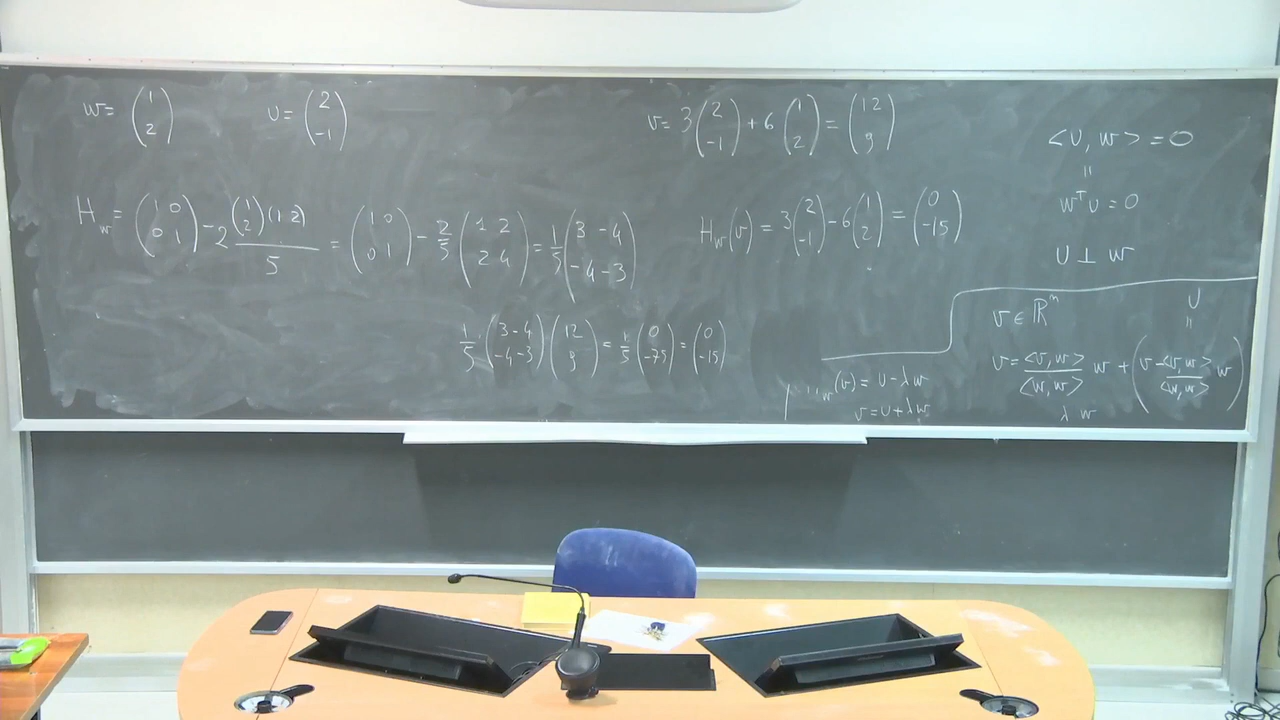 w = (1 2)
υ = (2 -1)
H_w = (1 0 0 1) - 2 (1 2)(1 2) / 5 = (1 0 0 1) - 2/5 (1 2 2 4) = 1/5 (3 -4 -4 -3)
1/5 (3 -4 -4 -3) (12 9) = 1/5 (0 -75) = (0 -15)
v = 3 (2 -1) + 6 (1 2) = (12 9)
H_w(v) = 3 (2 -1) - 6 (1 2) = (0 -15)
<υ, w> = 0
=
w^T υ = 0
υ ⊥ w
v ∈ ℝ^n
υ
=
v = <v, w> / <w, w> w + (v - <v, w> / <w, w> w)
λ w
w(v) = υ - λ w
v = υ + λ w